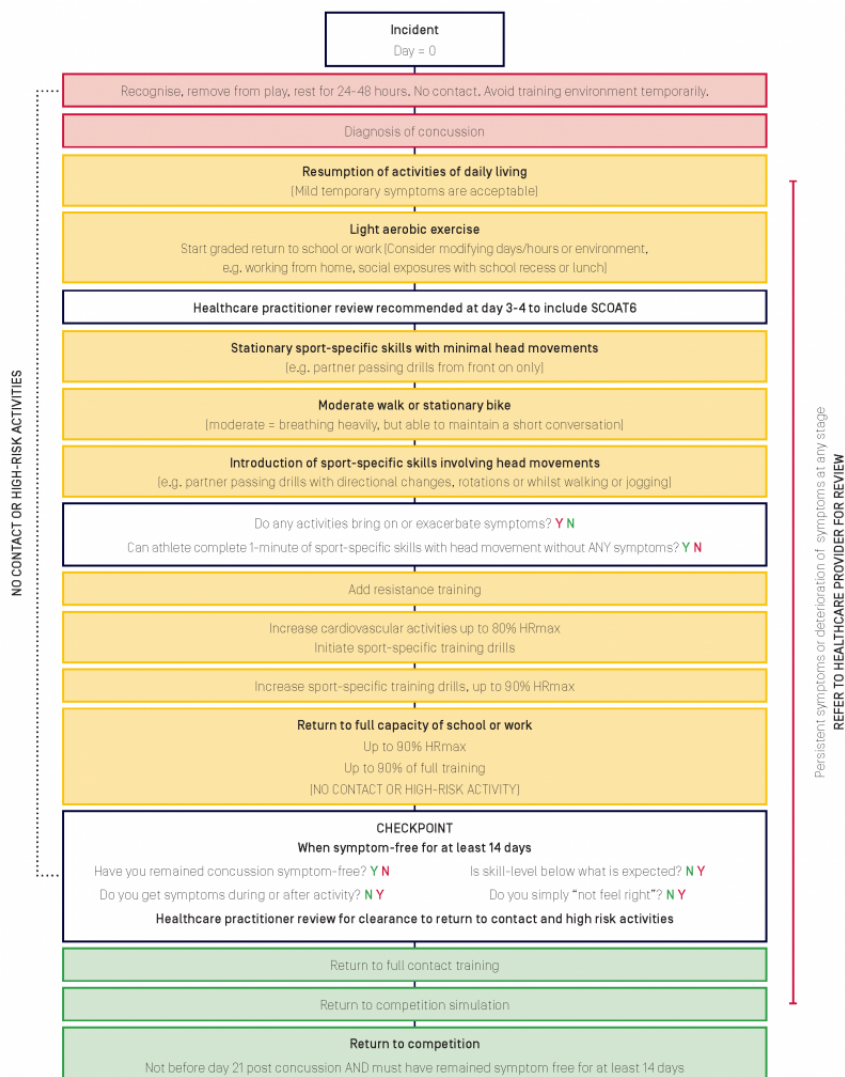 Incident
Day = 0
Recognise, remove from play, rest for 24-48 hours. No contact. Avoid training environment temporarily.
Diagnosis of concussion
Resumption of activities of daily living
(Mild temporary symptoms are acceptable)
Light aerobic exercise
Start graded return to school or work (Consider modifying days/hours or environment,
e.g. working from home, social exposures with school recess or lunch)
Healthcare practitioner review recommended at day 3-4 to include SCOAT6
Stationary sport-specific skills with minimal head movements
(e.g. partner passing drills from front on only)
Moderate walk or stationary bike
(moderate = breathing heavily, but able to maintain a short conversation)
Introduction of sport-specific skills involving head movements
(e.g. partner passing drills with directional changes, rotations or whilst walking or jogging)
Do any activities bring on or exacerbate symptoms? Y N
Can athlete complete 1-minute of sport-specific skills with head movement without ANY symptoms? Y N
Add resistance training
Increase cardiovascular activities up to 80% HRmax
Initiate sport-specific training drills
Increase sport-specific training drills, up to 90% HRmax
Return to full capacity of school or work
Up to 90% HRmax
Up to 90% of full training
(NO CONTACT OR HIGH-RISK ACTIVITY)
CHECKPOINT
When symptom-free for at least 14 days
Have you remained concussion symptom-free? Y N
Is skill-level below what is expected? N Y
Do you get symptoms during or after activity? N Y
Do you simply "not feel right"? N Y
Healthcare practitioner review for clearance to return to contact and high risk activities
Return to full contact training
Return to competition simulation
Return to competition
Not before day 21 post concussion AND must have remained symptom free for at least 14 days
NO CONTACT OR HIGH-RISK ACTIVITIES
Persistent symptoms or deterioration of symptoms at any stage
REFER TO HEALTHCARE PROVIDER FOR REVIEW